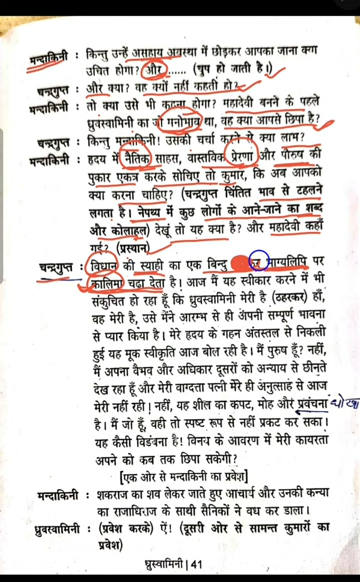 मन्दाकिनी : किन्तु उन्हें असहाय अवस्था में छोड़कर आपका जाना क्या
उचित होगा? और...... (चुप हो जाती है।)
चन्द्रगुप्त : और क्या? वह क्यों नहीं कहती हो?
मन्दाकिनी : तो क्या उसे भी कहना होगा? महादेवी बनने के पहले
ध्रुवस्वामिनी का जो मनोभाव था, वह क्या आपसे छिपा है?
चन्द्रगुप्त : किन्तु मन्दाकिनी! उसकी चर्चा करने से क्या लाभ?
मन्दाकिनी : हृदय में नैतिक साहस, वास्तविक प्रेरणा और पौरुष की
पुकार एकत्र करके सोचिए तो कुमार, कि अब आपको
क्या करना चाहिए? (चन्द्रगुप्त चिंतित भाव से टहलने
लगता है। नेपथ्य में कुछ लोगों के आने-जाने का शब्द
और कोलाहल) देखूं तो यह क्या है? और महादेवी कहाँ
गई? (प्रस्थान)
चन्द्रगुप्त : विधान की स्याही का एक बिन्दु भाग्यलिपि पर
कालिमा चढ़ा देता है। आज मैं यह स्वीकार करने में भी
संकुचित हो रहा हूँ कि ध्रुवस्वामिनी मेरी है (ठहरकर) हाँ,
वह मेरी है, उसे मैंने आरम्भ से ही अपनी सम्पूर्ण भावना
से प्यार किया है। मेरे हृदय के गहन अंतस्तल से निकली
हुई यह मूक स्वीकृति आज बोल रही है। मैं पुरुष हूँ? नहीं,
मैं अपना वैभव और अधिकार दूसरों को अन्याय से छीनते
देख रहा हूँ और मेरी वाग्दता पत्नी मेरे ही अनुत्साह से आज
मेरी नहीं रही। नहीं, यह शील का कपट, मोह और प्रवंचना धोखा
है। मैं जो हूँ, वही तो स्पष्ट रूप से नहीं प्रकट कर सका।
यह कैसी विडंबना है! विनय के आवरण में मेरी कायरता
अपने को कब तक छिपा सकेगी?
[एक ओर से मन्दाकिनी का प्रवेश]
मन्दाकिनी : शकराज का शव लेकर जाते हुए आचार्य और उनकी कन्या
का राजाधिराज के साथी सैनिकों ने वध कर डाला।
ध्रुवस्वामिनी : (प्रवेश करके) ऐं! (दूसरी ओर से सामन्त कुमारों का
प्रवेश)
ध्रुस्वामिनी | 41